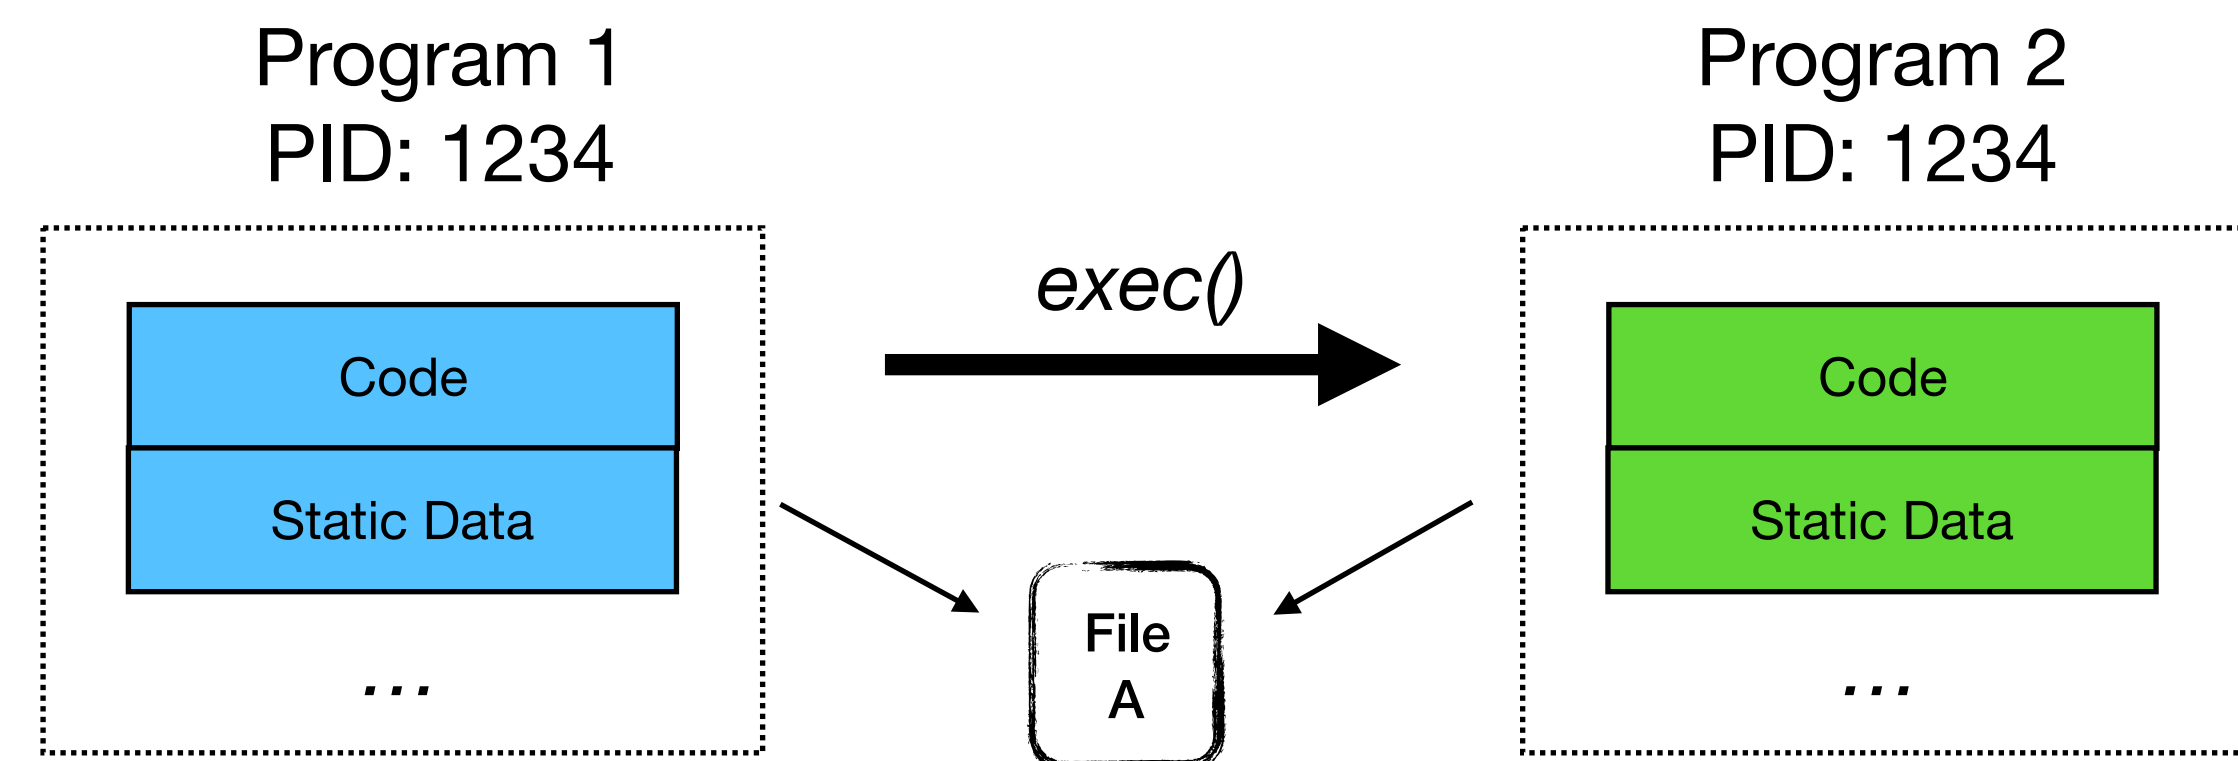 Program 1
PID: 1234
Program 2
PID: 1234
exec()
Code
Static Data
...
Code
Static Data
...
File
A